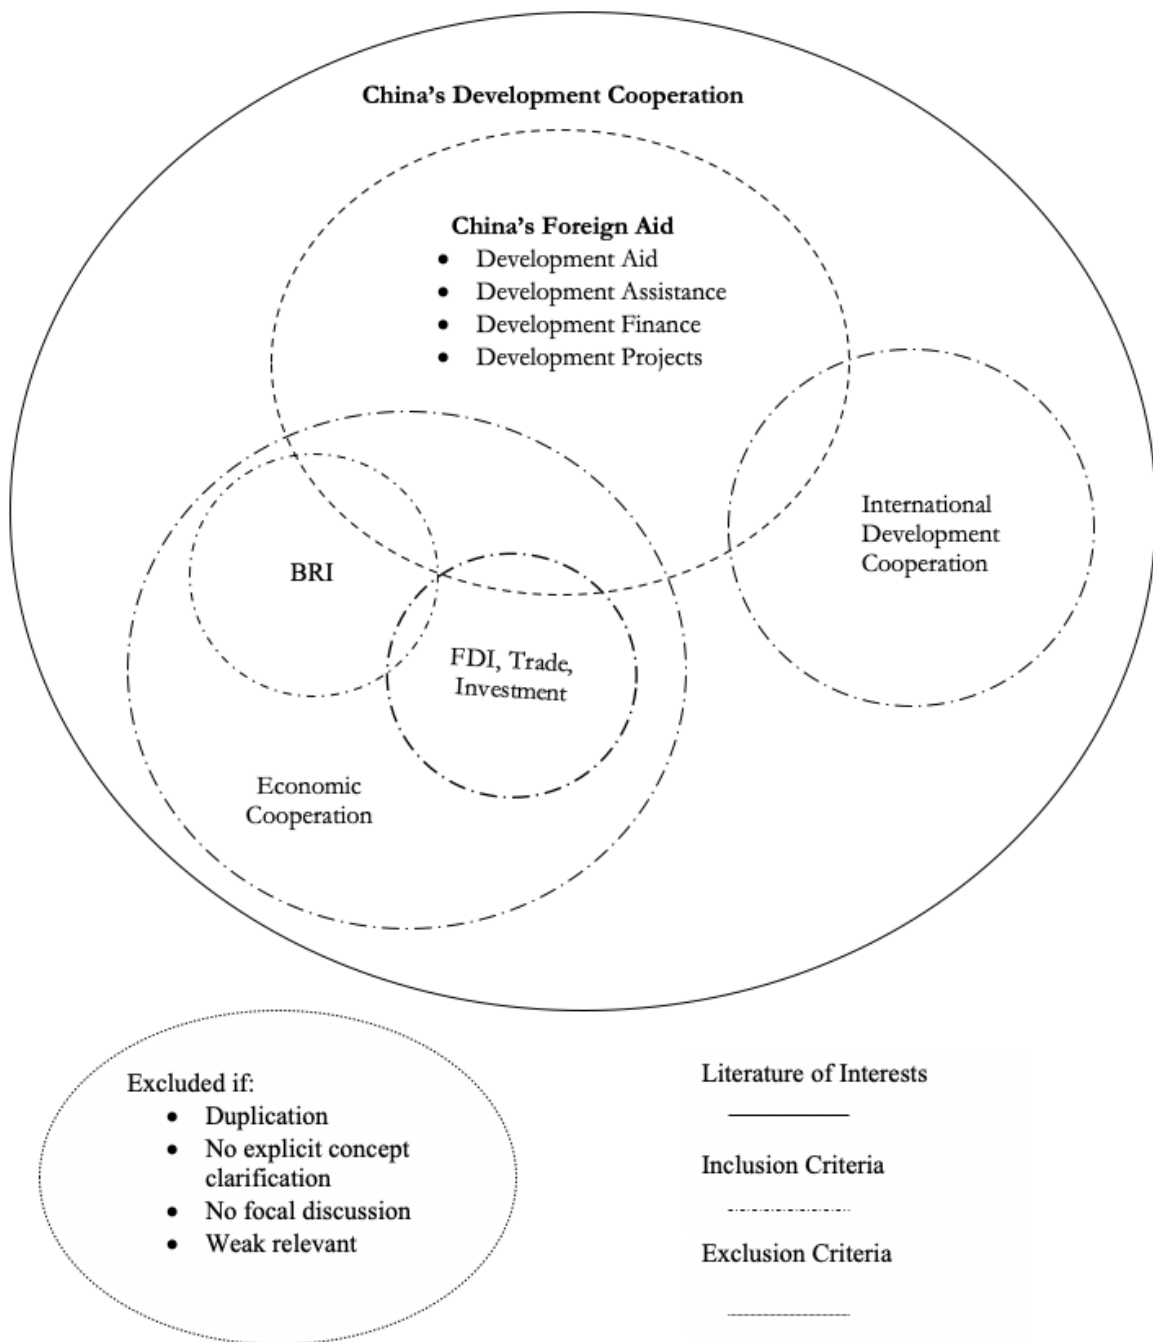 China’s Development Cooperation
China’s Foreign Aid
• Development Aid
• Development Assistance
• Development Finance
• Development Projects
International
Development
Cooperation
BRI
FDI, Trade,
Investment
Economic
Cooperation
Excluded if:
• Duplication
• No explicit concept
clarification
• No focal discussion
• Weak relevant
Literature of Interests
Inclusion Criteria
Exclusion Criteria